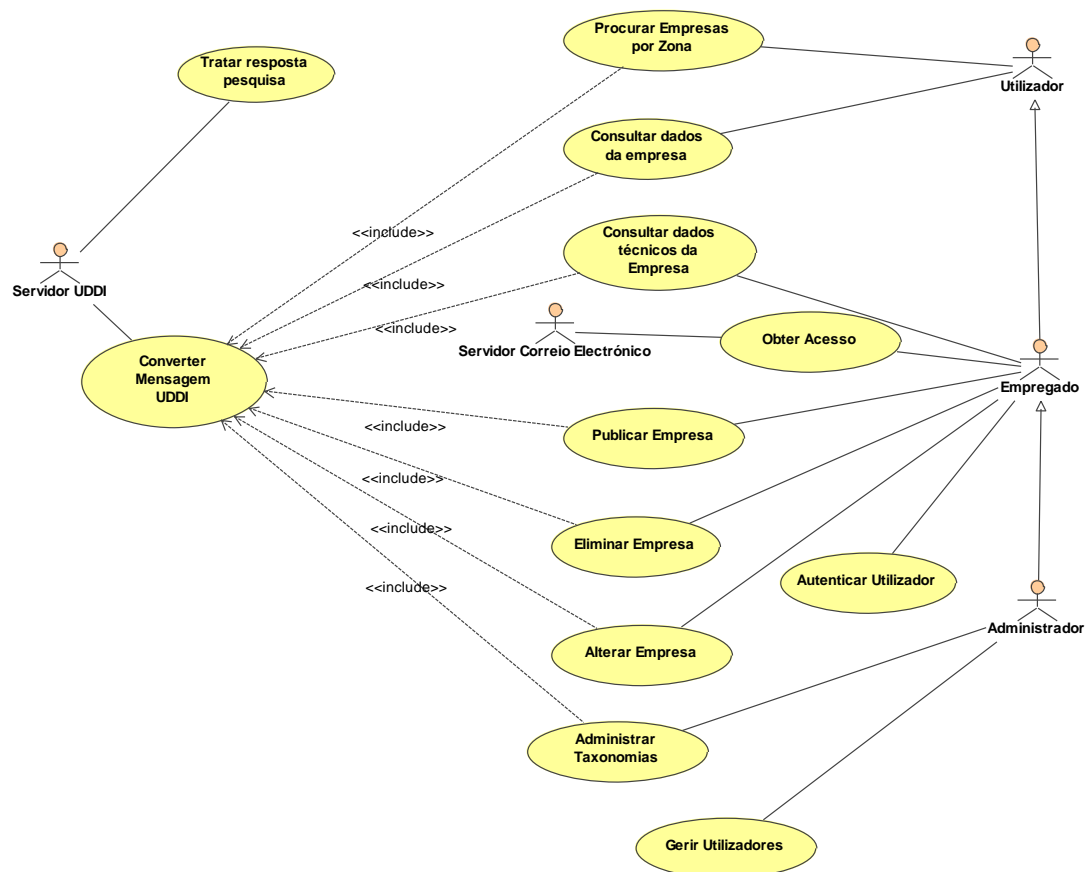 Procurar Empresas
por Zona
Tratar resposta
pesquisa
Utilizador
Consultar dados
da empresa
<<include>>
Consultar dados
técnicos da
Empresa
<<include>>
Servidor UDDI
<<include>>
Servidor Correio Electrónico
Obter Acesso
Converter
Mensagem
UDDI
Empregado
<<include>>
Publicar Empresa
<<include>>
<<include>>
Eliminar Empresa
Autenticar Utilizador
<<include>>
Administrador
Alterar Empresa
Administrar
Taxonomias
Gerir Utilizadores